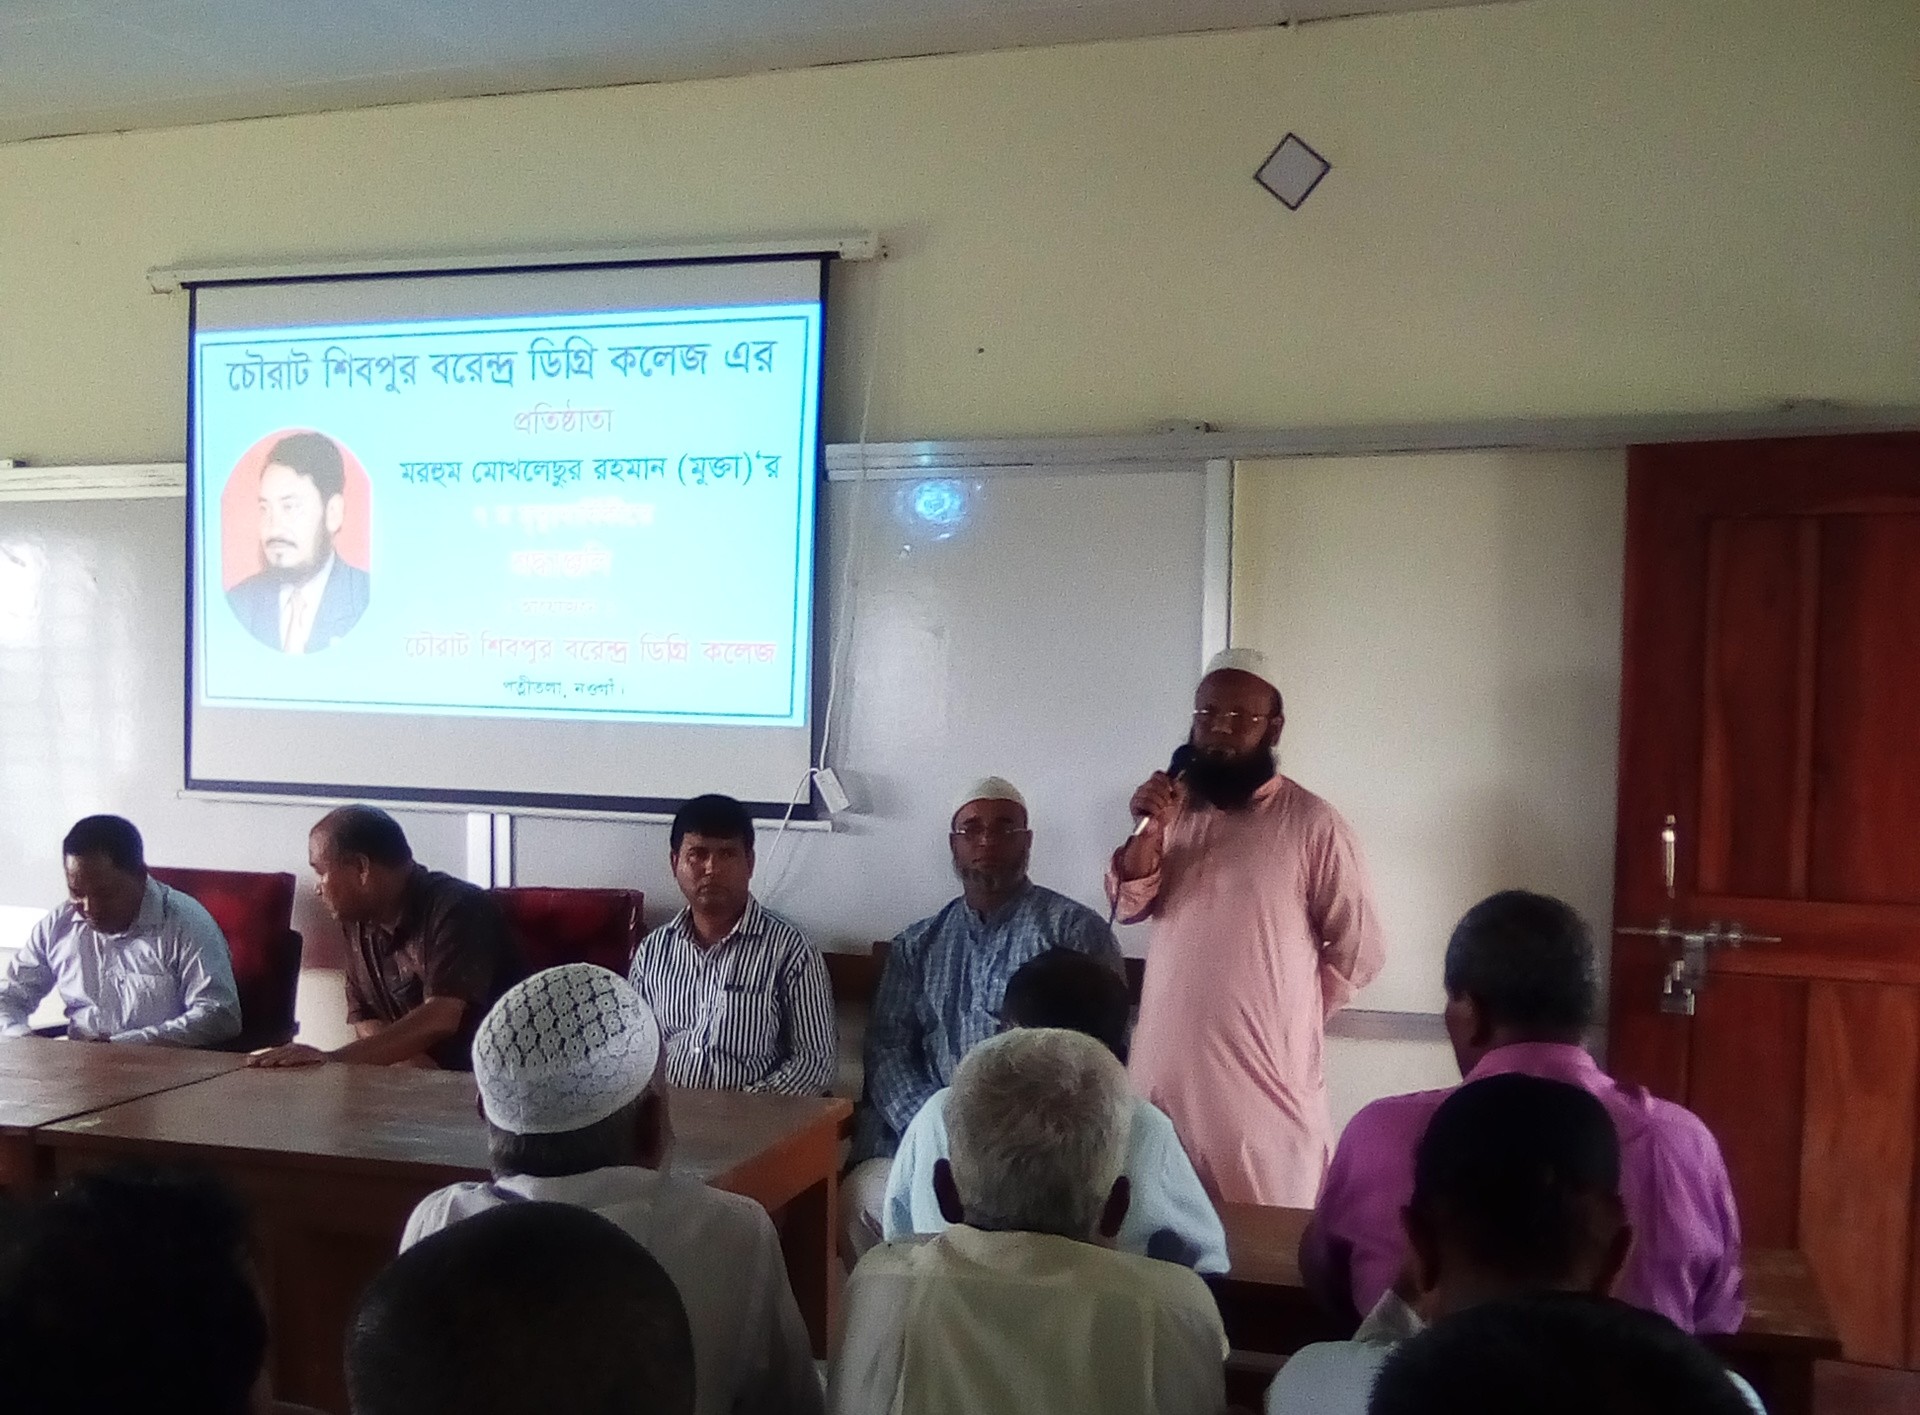 চৌরাট শিবপুর বরেন্দ্র ডিগ্রি কলেজ এর
প্রতিষ্ঠাতা
মরহুম মোখলেছুর রহমান (মুক্তা)‘র
চৌরাট শিবপুর বরেন্দ্র ডিগ্রি কলেজ
পত্নীতলা, নওগাঁ।